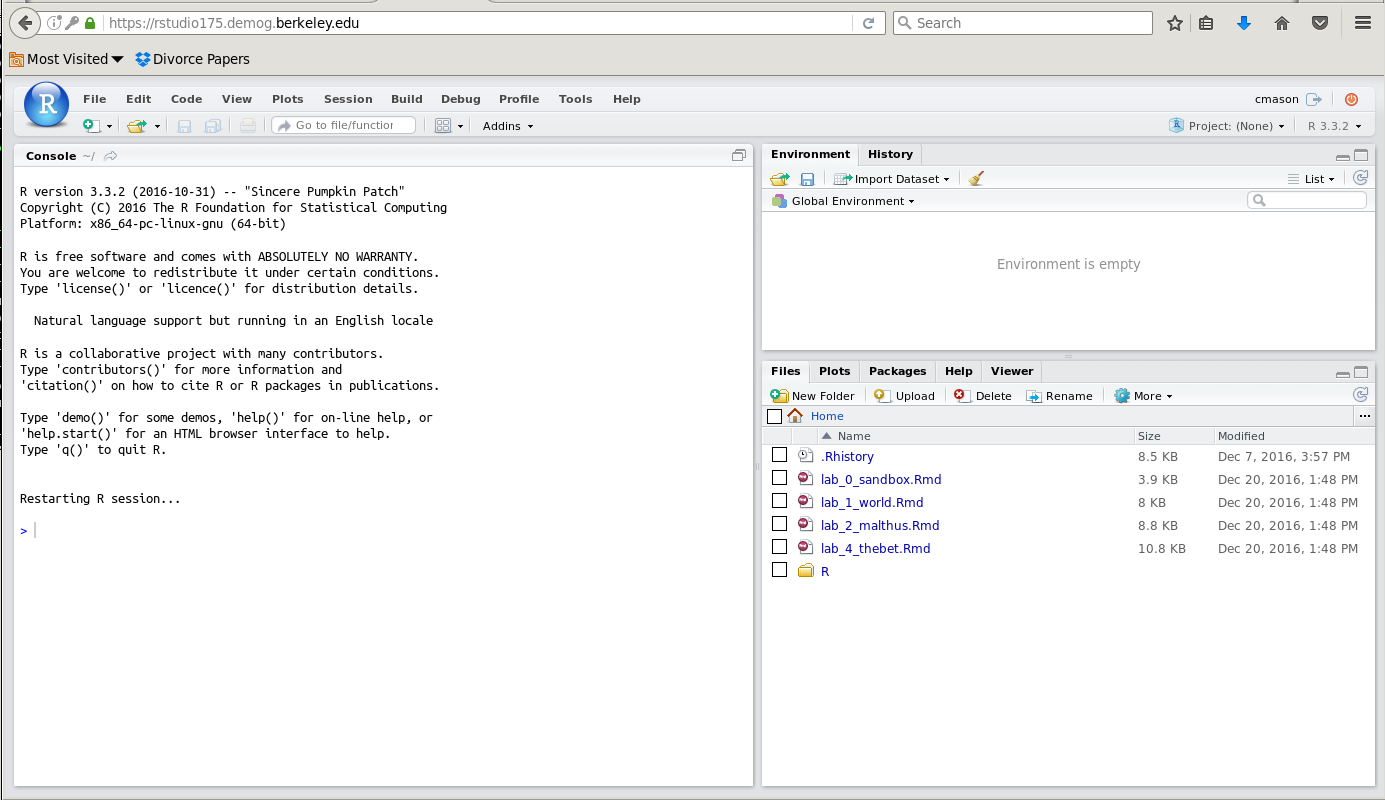 https://rstudio175.demog.berkeley.edu
Search
Most Visited
Divorce Papers
R
File Edit Code View Plots Session Build Debug Profile Tools Help
cmason
Go to file/function
Addins
Project: (None)
R 3.3.2
Console ~/
R version 3.3.2 (2016-10-31) -- "Sincere Pumpkin Patch"
Copyright (C) 2016 The R Foundation for Statistical Computing
Platform: x86_64-pc-linux-gnu (64-bit)
R is free software and comes with ABSOLUTELY NO WARRANTY.
You are welcome to redistribute it under certain conditions.
Type 'license()' or 'licence()' for distribution details.
Natural language support but running in an English locale
R is a collaborative project with many contributors.
Type 'contributors()' for more information and
'citation()' on how to cite R or R packages in publications.
Type 'demo()' for some demos, 'help()' for on-line help, or
'help.start()' for an HTML browser interface to help.
Type 'q()' to quit R.
Restarting R session...
>
Environment History
Import Dataset
List
Global Environment
Environment is empty
Files Plots Packages Help Viewer
New Folder Upload Delete Rename More
Home
...
Name Size Modified
.Rhistory 8.5 KB Dec 7, 2016, 3:57 PM
lab_0_sandbox.Rmd 3.9 KB Dec 20, 2016, 1:48 PM
lab_1_world.Rmd 8 KB Dec 20, 2016, 1:48 PM
lab_2_malthus.Rmd 8.8 KB Dec 20, 2016, 1:48 PM
lab_4_thebet.Rmd 10.8 KB Dec 20, 2016, 1:48 PM
R